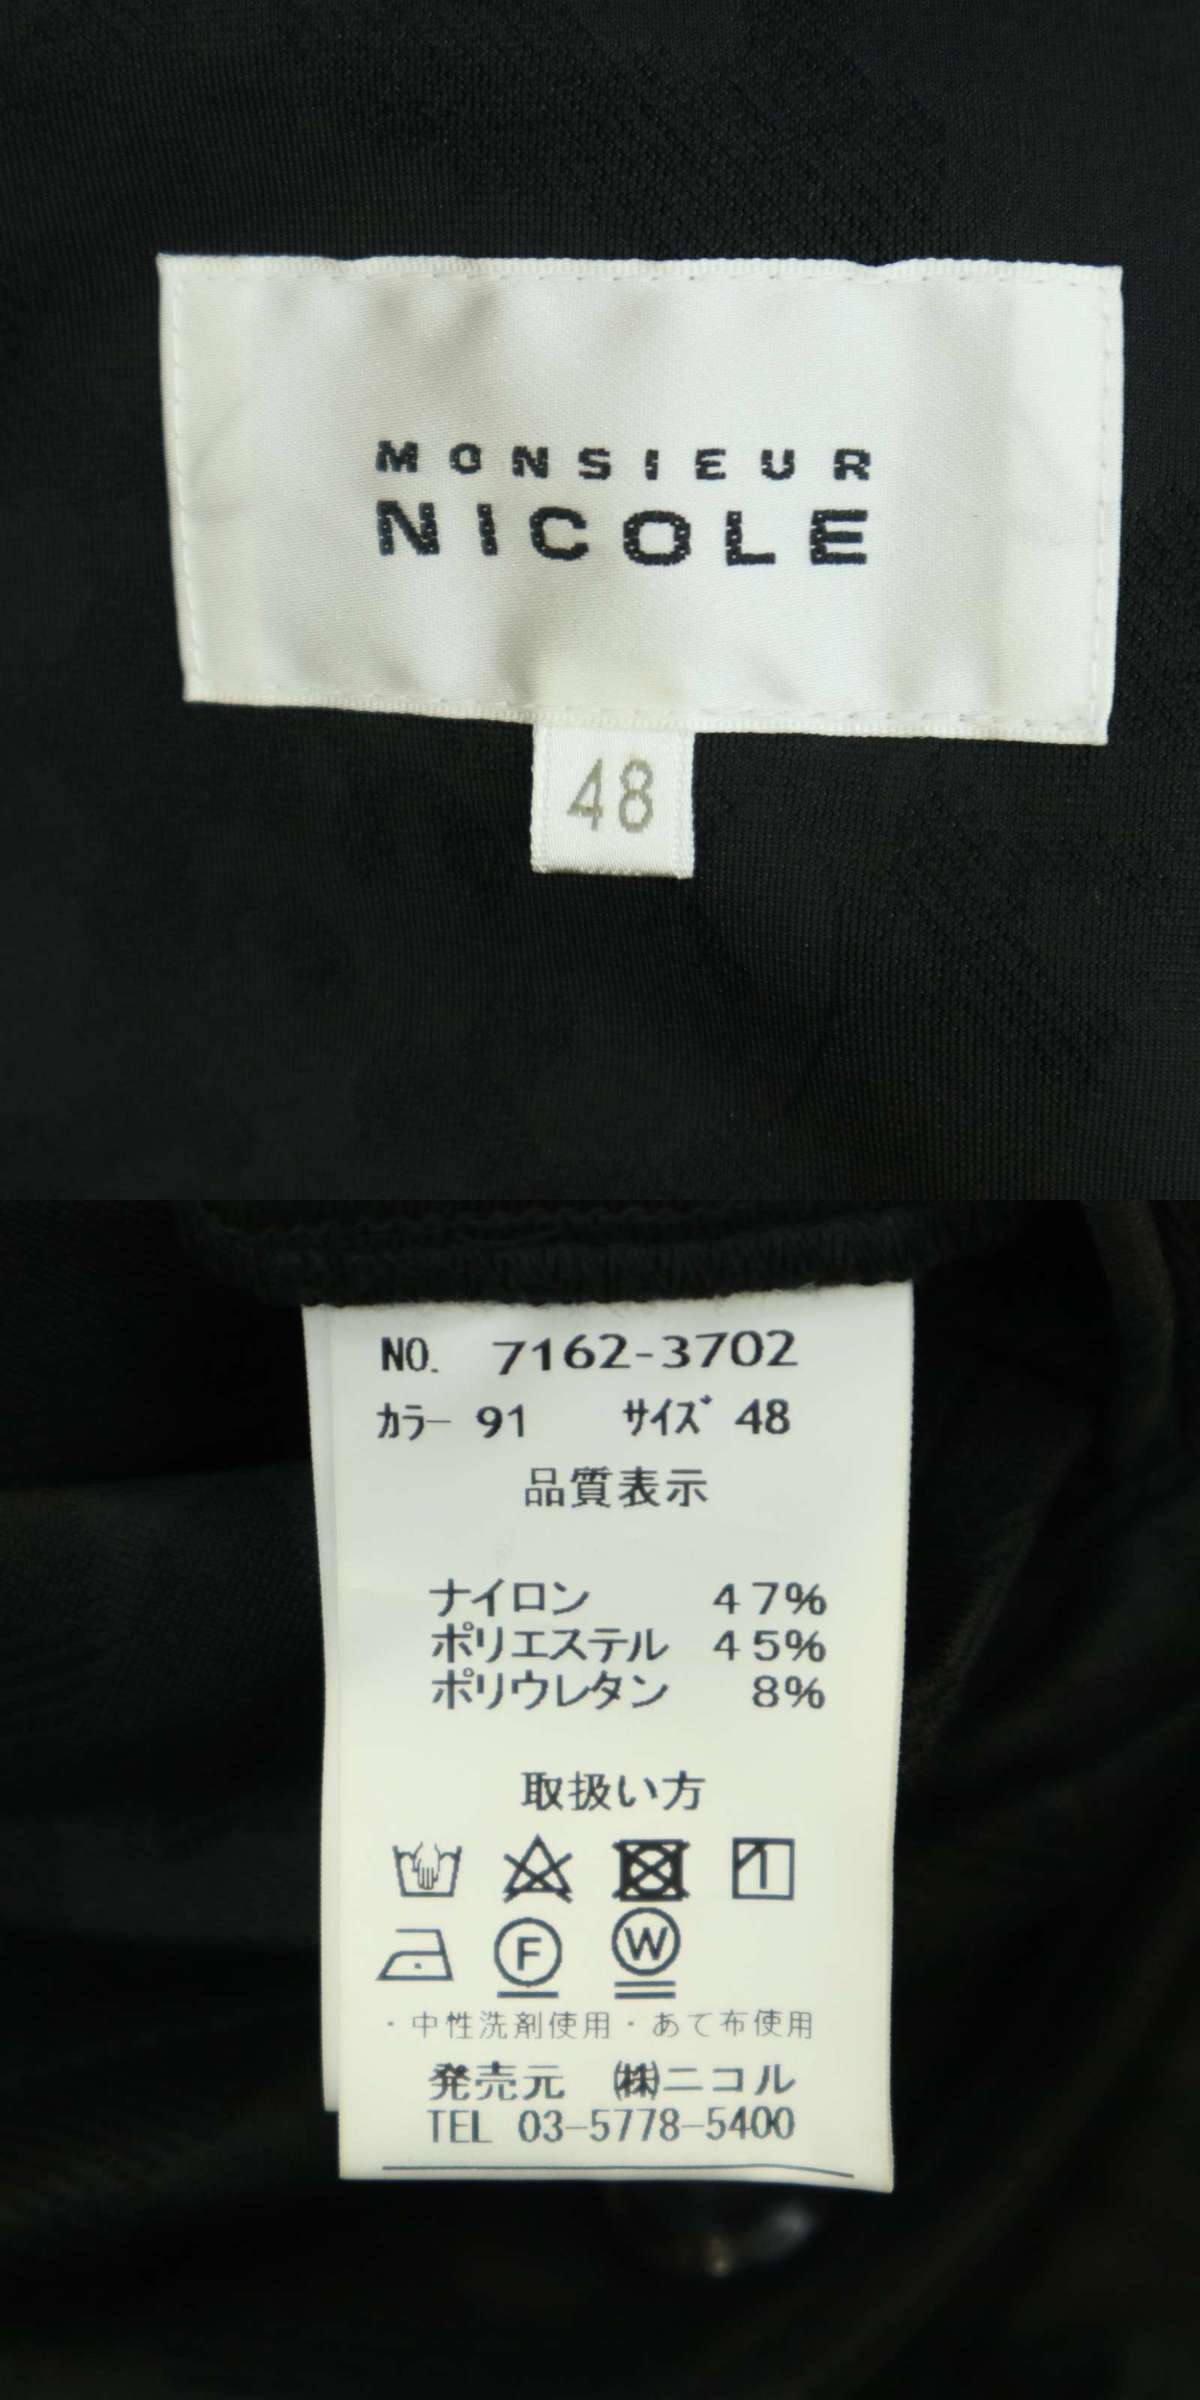 MONSIEUR
NICOLE
48
NO. 7162-3702
カラー 91 サイズ 48
品質表示
ナイロン 47%
ポリエステル 45%
ポリウレタン 8%
取扱い方
F W
・中性洗剤使用・あて布使用
発売元 ㈱ニコル
TEL 03-5778-5400